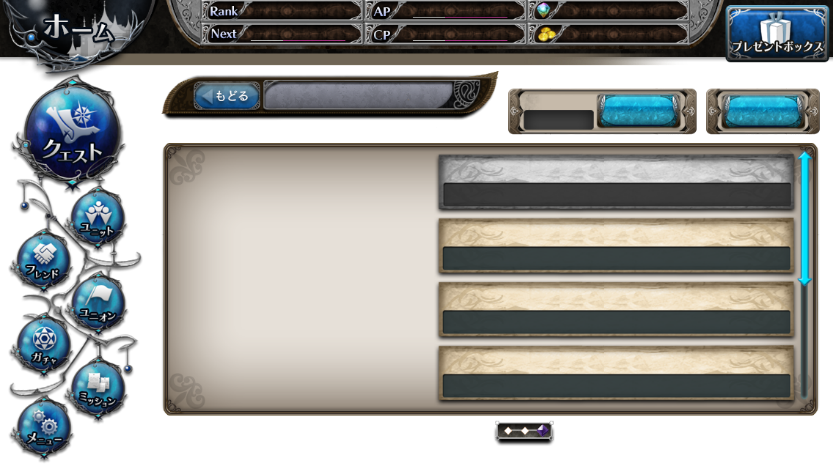 ホーム
Rank
AP
Next
CP
プレゼントボックス
もどる
クエスト
ユニット
フレンド
ユニオン
ガチャ
ミッション
メニュー